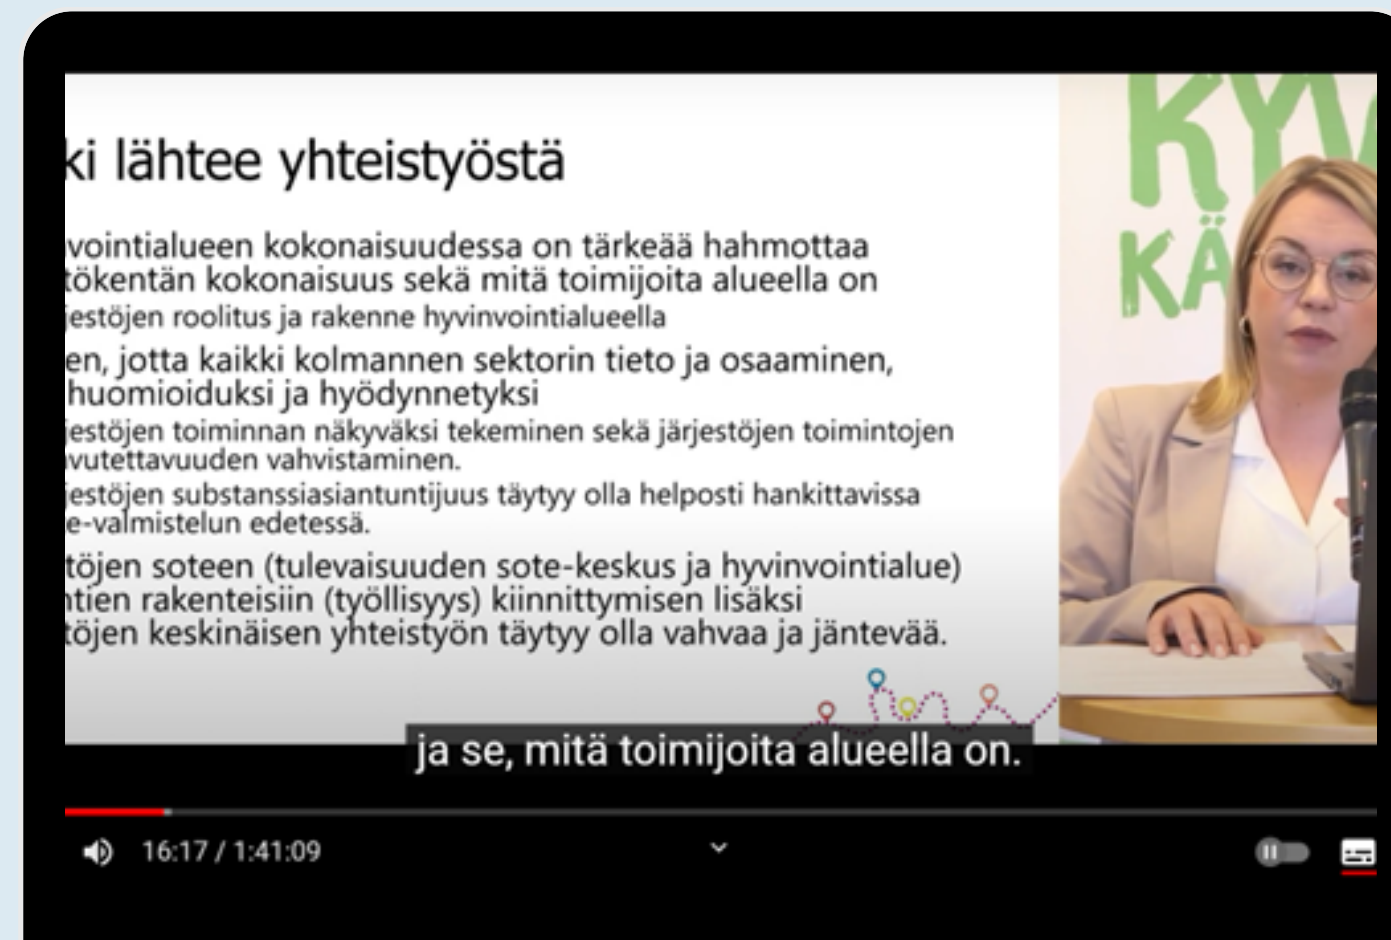 ki lähtee yhteistyöstä
vointialueen kokonaisuudessa on tärkeää hahmottaa
tökentän kokonaisuus sekä mitä toimijoita alueella on
jestöjen roolitus ja rakenne hyvinvointialueella
en, jotta kaikki kolmannen sektorin tieto ja osaaminen,
huomioiduksi ja hyödynnetyksi
jestöjen toiminnan näkyväksi tekeminen sekä järjestöjen toimintojen
avutettavuuden vahvistaminen.
jestöjen substanssiasiantuntijuus täytyy olla helposti hankittavissa
e-valmistelun edetessä.
töjen soteen (tulevaisuuden sote-keskus ja hyvinvointialue)
ntien rakenteisiin (työllisyys) kiinnittymisen lisäksi
töjen keskinäisen yhteistyön täytyy olla vahvaa ja jäntevää.
KYV
KÄ
ja se, mitä toimijoita alueella on.
16:17 / 1:41:09